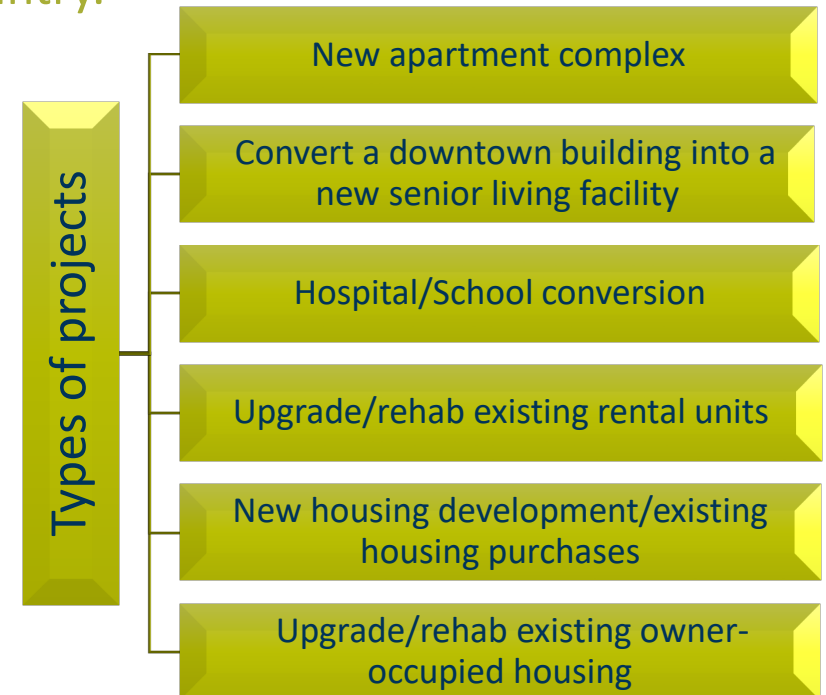 Types of projects
New apartment complex
Convert a downtown building into a
new senior living facility
Hospital/School conversion
Upgrade/rehab existing rental units
New housing development/existing
housing purchases
Upgrade/rehab existing owner-
occupied housing